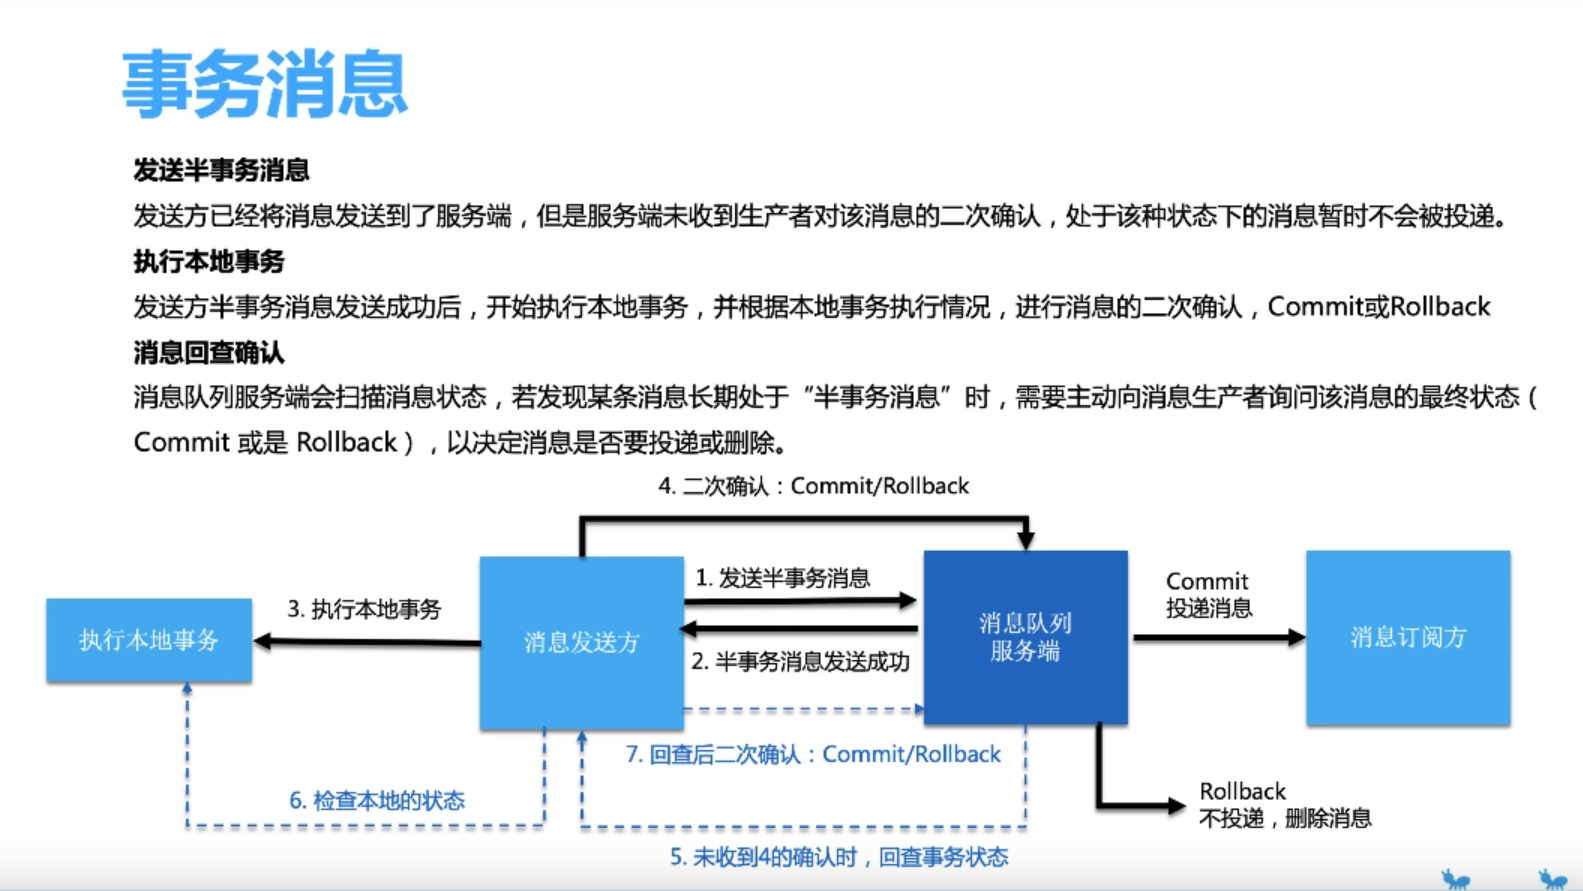 事务消息
发送半事务消息
发送方已经将消息发送到了服务端，但是服务端未收到生产者对该消息的二次确认，处于该种状态下的消息暂时不会被投递。
执行本地事务
发送方半事务消息发送成功后，开始执行本地事务，并根据本地事务执行情况，进行消息的二次确认，Commit或Rollback
消息回查确认
消息队列服务端会扫描消息状态，若发现某条消息长期处于“半事务消息”时，需要主动向消息生产者询问该消息的最终状态（
Commit 或是 Rollback），以决定消息是否要投递或删除。
4. 二次确认：Commit/Rollback
1. 发送半事务消息
Commit
投递消息
3. 执行本地事务
执行本地事务
消息发送方
消息队列
服务端
消息订阅方
2. 半事务消息发送成功
7. 回查后二次确认：Commit/Rollback
6. 检查本地的状态
Rollback
不投递，删除消息
5. 未收到4的确认时，回查事务状态